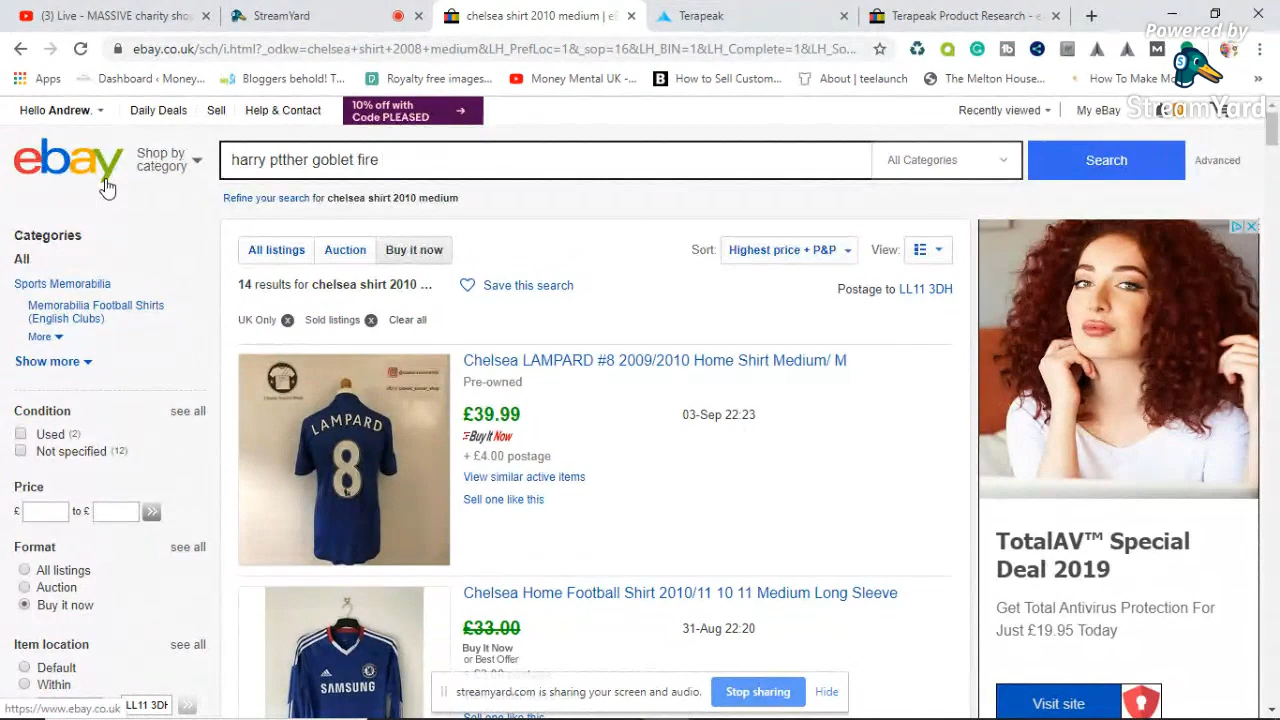 (3) Live - MASSIVE charity sho
StreamYard
chelsea shirt 2010 medium | eB
Terapeak
Terapeak Product Research - e
Powered by
StreamYard
ebay.co.uk/sch/i.html?_odkw=chelsea+shirt+2008+medium&LH_PrefLoc=1&_sop=16&LH_BIN=1&LH_Complete=1&LH_So...
Apps
Dashboard ‹ Money...
Bloggers behold! T...
Royalty free images...
Money Mental UK -...
How to Sell Custom...
About | teelaunch
The Melton House...
How To Make Mo
Hello Andrew.
Daily Deals
Sell
Help & Contact
10% off with
Code PLEASED
Recently viewed
My eBay
ebay
Shop by
category
harry ptther goblet fire
All Categories
Search
Advanced
Refine your search for chelsea shirt 2010 medium
Categories
All
Sports Memorabilia
Memorabilia Football Shirts
(English Clubs)
More
Show more
Condition
see all
Used (2)
Not specified (12)
Price
£
to £
Format
see all
All listings
Auction
Buy it now
Item location
see all
Default
Within
https://www.ebay.co.uk
LL11 3DH
All listings
Auction
Buy it now
Sort:
Highest price + P&P
View:
14 results for chelsea shirt 2010 ...
Save this search
Postage to LL11 3DH
UK Only
Sold listings
Clear all
LAMPARD
8
Chelsea LAMPARD #8 2009/2010 Home Shirt Medium/ M
Pre-owned
£39.99
03-Sep 22:23
Buy It Now
+ £4.00 postage
View similar active items
Sell one like this
SAMSUNG
Chelsea Home Football Shirt 2010/11 10 11 Medium Long Sleeve
£33.00
31-Aug 22:20
Buy It Now
or Best Offer
Sell one like this
streamyard.com is sharing your screen and audio.
Stop sharing
Hide
TotalAV™ Special
Deal 2019
Get Total Antivirus Protection For
Just £19.95 Today
Visit site